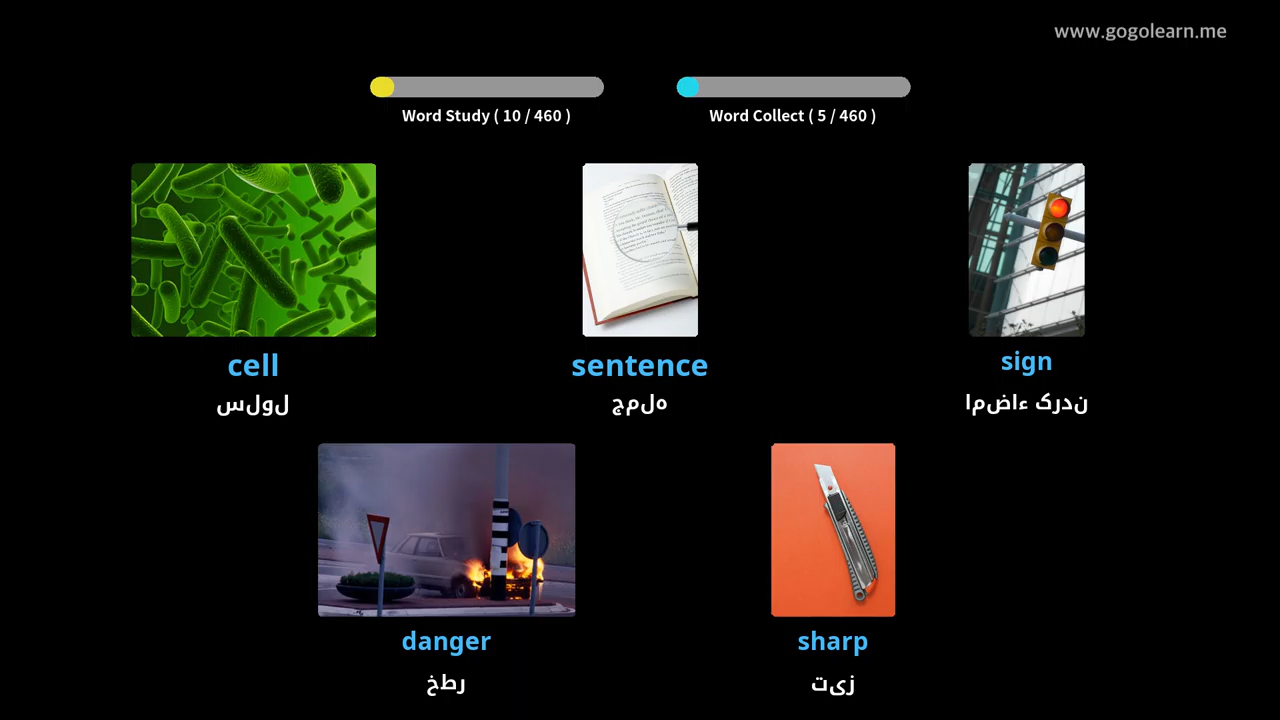 www.gogolearn.me
Word Study ( 10 / 460 )
Word Collect ( 5 / 460 )
cell
لولس
sentence
هلمج
sign
ندرک ءاضما
danger
رطخ
sharp
زیت